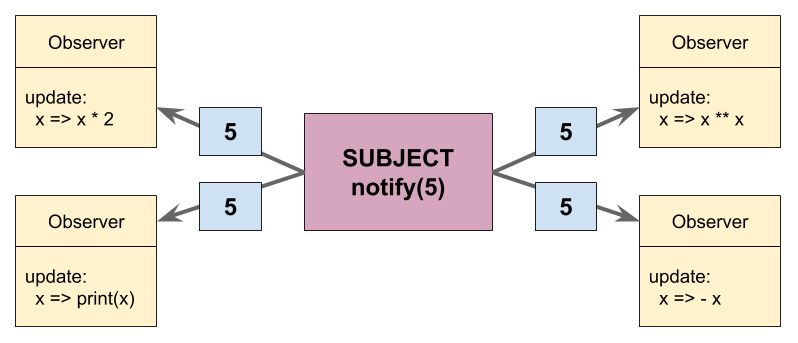 Observer
update:
x => x * 2
5
Observer
update:
x => print(x)
5
SUBJECT
notify(5)
5
Observer
update:
x => x ** x
5
Observer
update:
x => - x